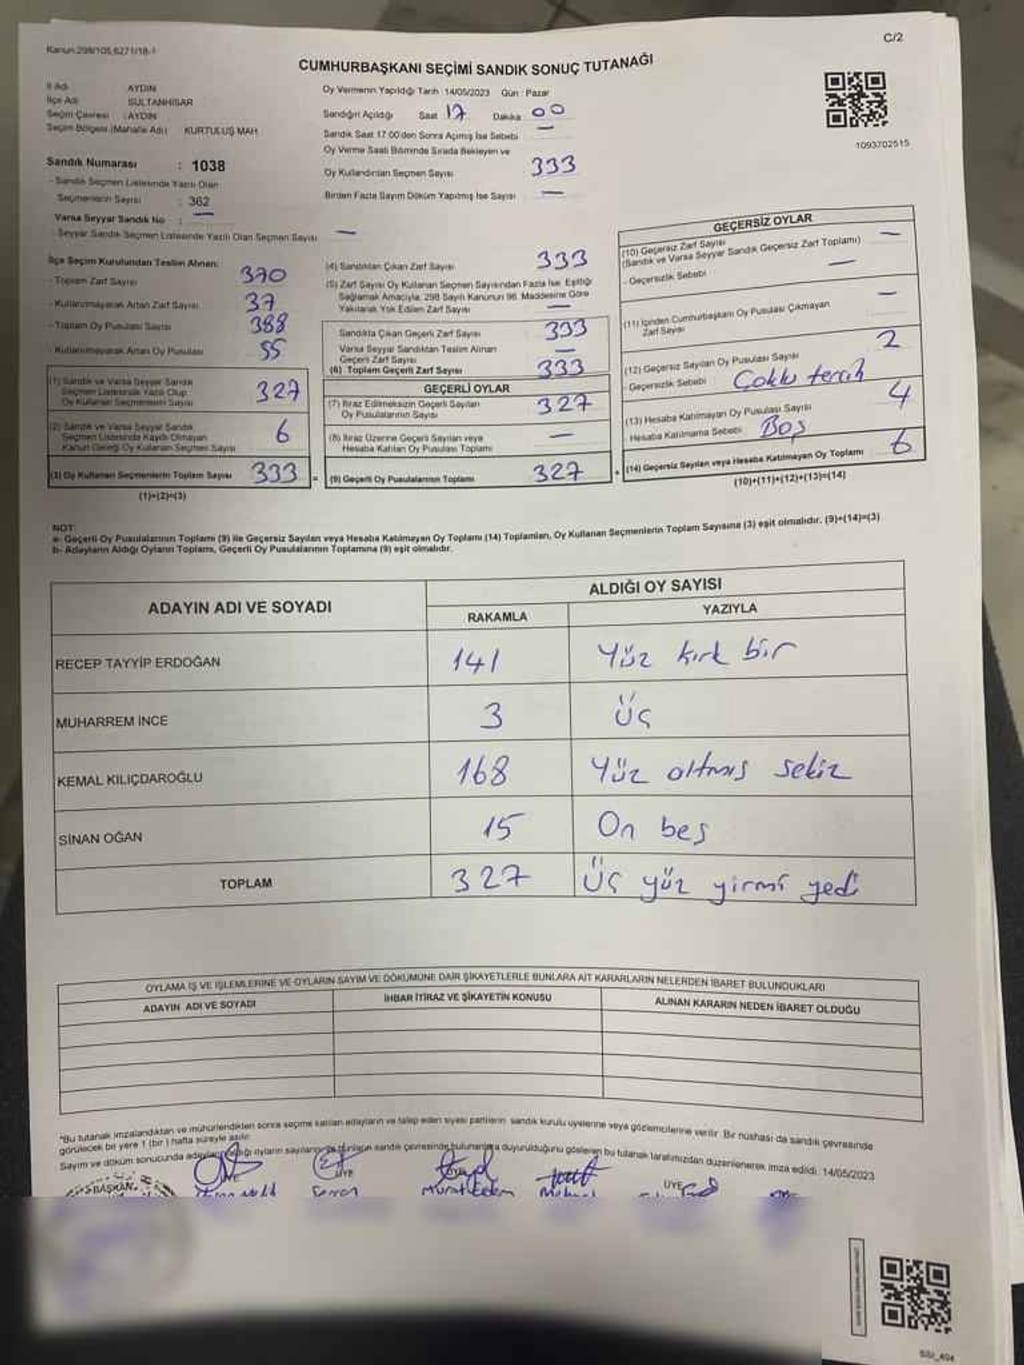 Kanun:298/105,6271/18-1
C/2
CUMHURBAŞKANI SEÇİMİ SANDIK SONUÇ TUTANAĞI
İl Adı AYDIN
İlçe Adı SULTANHİSAR
Seçim Çevresi : AYDIN
Seçim Bölgesi (Mahalle Adı) KURTULUŞ MAH.
Sandık Numarası : 1038
- Sandık Seçmen Listesinde Yazılı Olan
Seçmenlerin Sayısı : 362
Varsa Seyyar Sandık No : —
- Seyyar Sandık Seçmen Listesinde Yazılı Olan Seçmen Sayısı —
Oy Vermenin Yapıldığı Tarih : 14/05/2023 Gün : Pazar
Sandığın Açıldığı Saat 17 Dakika 00
Sandık Saat 17:00'den Sonra Açılmış İse Sebebi —
Oy Verme Saati Bitiminde Sırada Bekleyen ve
Oy Kullandırılan Seçmen Sayısı 333
Birden Fazla Sayım Döküm Yapılmış İse Sayısı —
1093702515
İlçe Seçim Kurulundan Teslim Alınan:
- Toplam Zarf Sayısı 370
- Kullanılmayarak Artan Zarf Sayısı 37
- Toplam Oy Pusulası Sayısı 388
- Kullanılmayarak Artan Oy Pusulası 55
(1) Sandık ve Varsa Seyyar Sandık
Seçmen Listesinde Yazılı Olup
Oy Kullanan Seçmenlerin Sayısı 327
(2) Sandık ve Varsa Seyyar Sandık
Seçmen Listesinde Kayıtlı Olmayan
Kanun Gereği Oy Kullanan Seçmen Sayısı 6
(3) Oy Kullanan Seçmenlerin Toplam Sayısı 333
(1)+(2)=(3)
(4) Sandıktan Çıkan Zarf Sayısı 333
(5) Zarf Sayısı Oy Kullanan Seçmen Sayısından Fazla İse, Eşitliği
Sağlamak Amacıyla, 298 Sayılı Kanunun 98. Maddesine Göre
Yakılarak Yok Edilen Zarf Sayısı —
Sandıkta Çıkan Geçerli Zarf Sayısı 333
Varsa Seyyar Sandıktan Teslim Alınan
Geçerli Zarf Sayısı —
(6) Toplam Geçerli Zarf Sayısı 333
GEÇERLİ OYLAR
(7) İtiraz Edilmeksizin Geçerli Sayılan
Oy Pusulalarının Sayısı 327
(8) İtiraz Üzerine Geçerli Sayılan veya
Hesaba Katılan Oy Pusulaları Toplamı —
= (9) Geçerli Oy Pusulalarının Toplamı 327 +
GEÇERSİZ OYLAR
(10) Geçersiz Zarf Sayısı —
(Sandık ve Varsa Seyyar Sandık Geçersiz Zarf Toplamı)
- Geçersizlik Sebebi —
(11) İçinden Cumhurbaşkanı Oy Pusulası Çıkmayan
Zarf Sayısı —
(12) Geçersiz Sayılan Oy Pusulası Sayısı 2
- Geçersizlik Sebebi Çoklu tercih
(13) Hesaba Katılmayan Oy Pusulası Sayısı 4
Hesaba Katılmama Sebebi Boş
(14) Geçersiz Sayılan veya Hesaba Katılmayan Oy Toplamı 6
(10)+(11)+(12)+(13)=(14)
NOT:
a- Geçerli Oy Pusulalarının Toplamı (9) ile Geçersiz Sayılan veya Hesaba Katılmayan Oy Toplamı (14) Toplamları, Oy Kullanan Seçmenlerin Toplam Sayısına (3) eşit olmalıdır. (9)+(14)=(3)
b- Adayların Aldığı Oyların Toplamı, Geçerli Oy Pusulalarının Toplamına (9) eşit olmalıdır.
ADAYIN ADI VE SOYADI
ALDIĞI OY SAYISI
RAKAMLA YAZIYLA
RECEP TAYYİP ERDOĞAN 141 Yüz kırk bir
MUHARREM İNCE 3 Üç
KEMAL KILIÇDAROĞLU 168 Yüz altmış sekiz
SİNAN OĞAN 15 On beş
TOPLAM 327 Üç yüz yirmi yedi
OYLAMA İŞ VE İŞLEMLERİNE VE OYLARIN SAYIM VE DÖKÜMÜNE DAİR ŞİKAYETLERLE BUNLARA AİT KARARLARIN NELERDEN İBARET BULUNDUKLARI
ADAYIN ADI VE SOYADI İHBAR İTİRAZ VE ŞİKAYETİN KONUSU ALINAN KARARIN NEDEN İBARET OLDUĞU
*Bu tutanak imzalandıktan ve mühürlendikten sonra seçime katılan adayların ve talep eden siyasi partilerin, sandık kurulu üyelerine veya gözlemcilerine verilir. Bir nüshası da sandık çevresinde
görülecek bir yere 1 (bir) hafta süreyle asılır.
Sayım ve döküm sonucunda adayların aldığı oyların sayılarını, bunların sandık çevresinde bulunanlara duyurulduğunu gösteren bu tutanak tarafımızdan düzenlenerek imza edildi. 14/05/2023
BAŞKAN
ÜYE
ÜYE